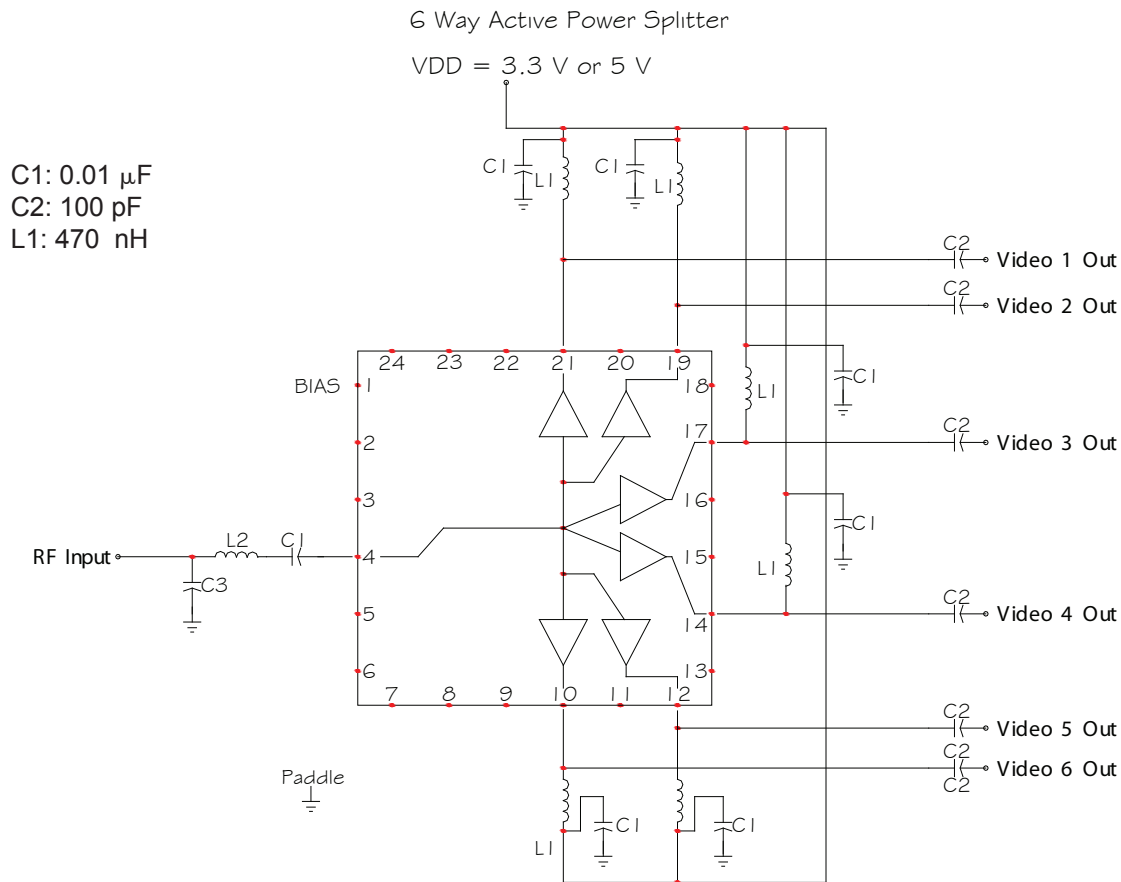 6 Way Active Power Splitter
VDD = 3.3 V or 5 V
C1: 0.01 μF
C2: 100 pF
L1: 470 nH
C1
L1
C1
L1
C2
Video 1 Out
C2
Video 2 Out
24
23
22
21
20
19
BIAS
1
18
L1
C1
2
17
C2
Video 3 Out
3
16
C1
RF Input
L2
C1
4
15
L1
C3
5
14
C2
Video 4 Out
6
13
7
8
9
10
11
12
C2
Video 5 Out
C2
Video 6 Out
C2
Paddle
C1
C1
L1